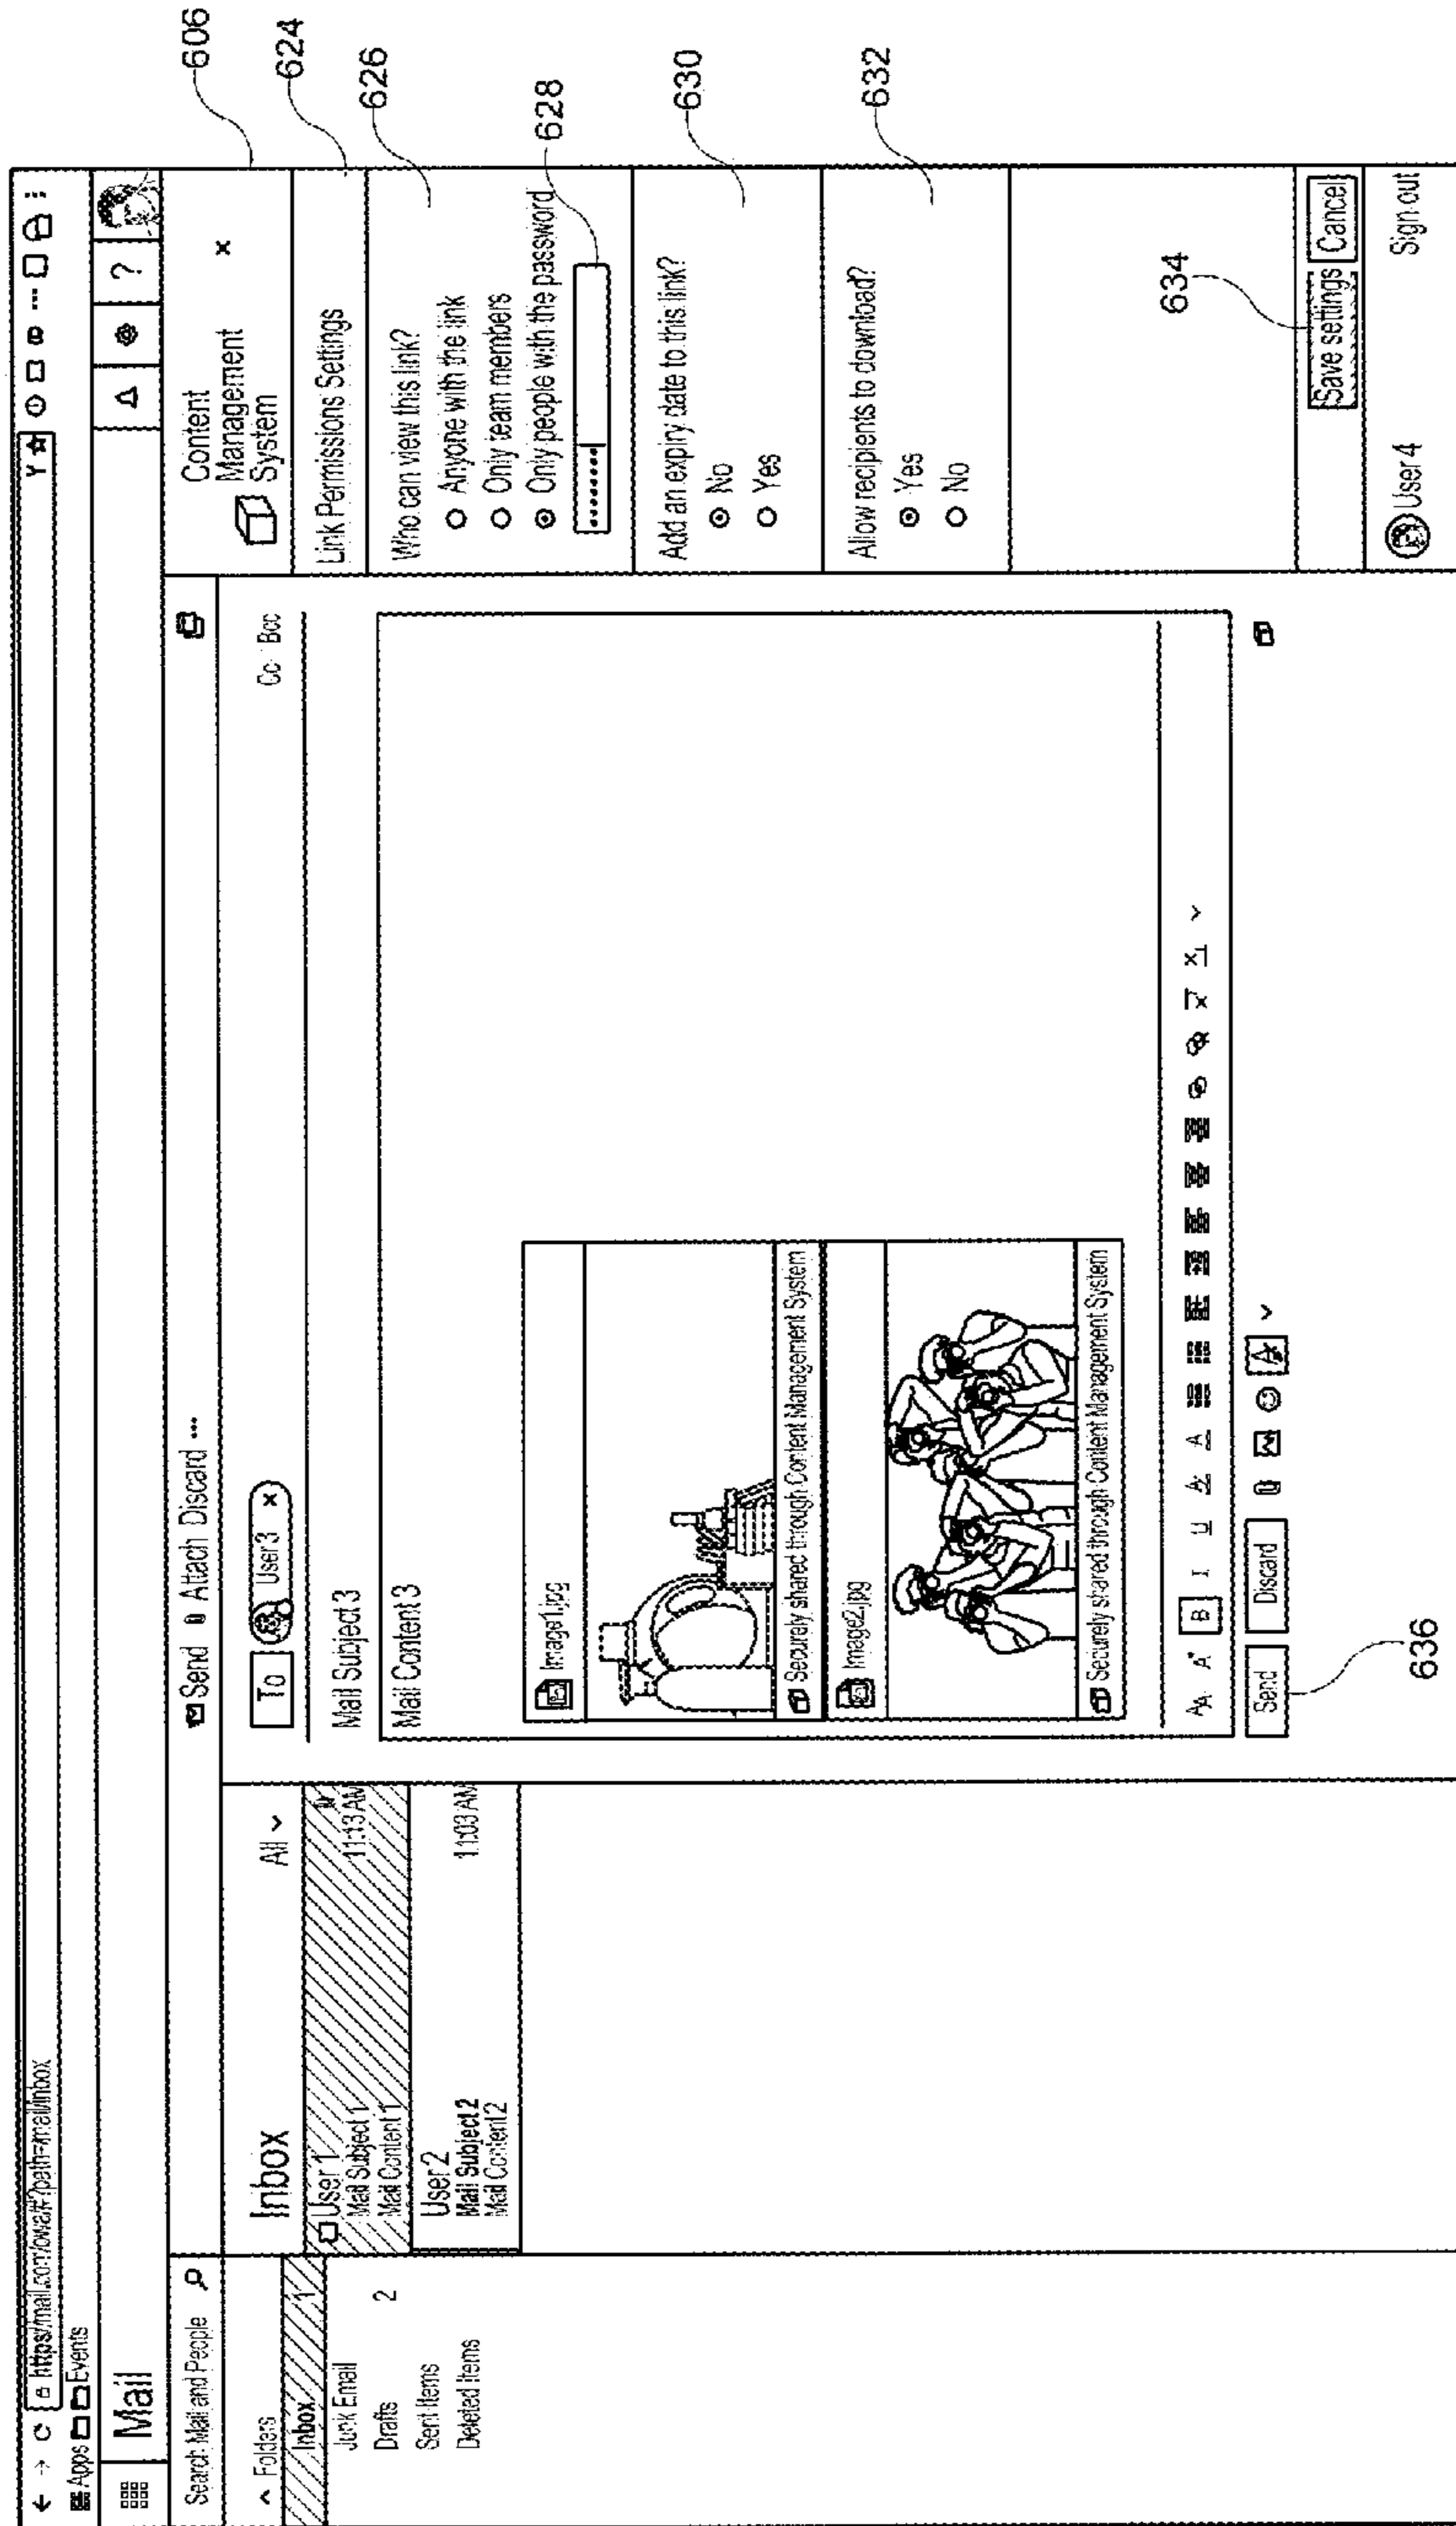 https://mail.com/owa/#?path=/mail/inbox
Apps Events
Mail
?
Search Mail and People
Folders
Inbox 1
Junk Email
Drafts 2
Sent Items
Deleted Items
Inbox
All
User 1
Mail Subject 1
11:13 AM
Mail Content 1
User 2
Mail Subject 2
11:03 AM
Mail Content 2
Send Attach Discard ...
To User 3 ×
Cc Bcc
Mail Subject 3
Mail Content 3
Image1.jpg
Securely shared through Content Management System
Image2.jpg
Securely shared through Content Management System
B I U
Send Discard
636
Content
Management
System
×
606
Link Permissions Settings
624
Who can view this link?
626
Anyone with the link
Only team members
Only people with the password
628
Add an expiry date to this link?
630
No
Yes
Allow recipients to download?
632
Yes
No
634
Save settings Cancel
User 4
Sign out